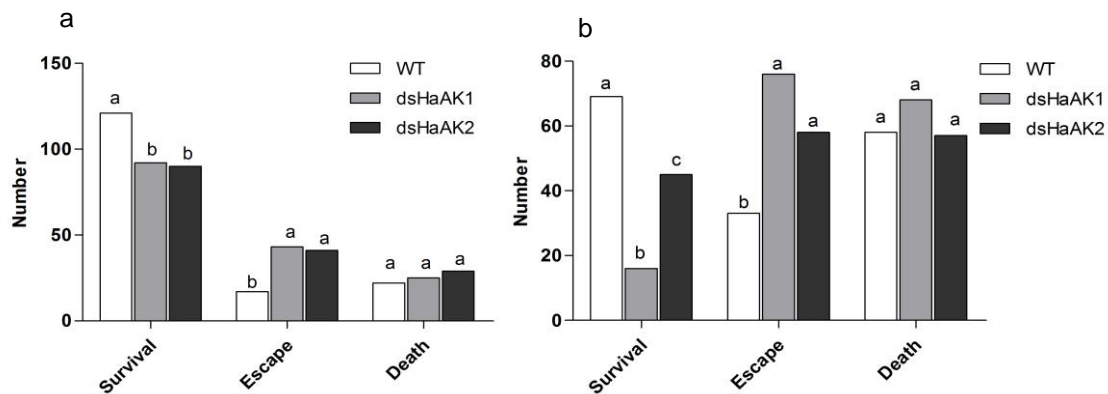 a
150
100
50
0
Number
a
b
b
b
a
a
a
a
a
Survival
Escape
Death
WT
dsHaAK1
dsHaAK2
b
80
60
40
20
0
Number
a
b
c
b
a
a
a
a
a
Survival
Escape
Death
WT
dsHaAK1
dsHaAK2